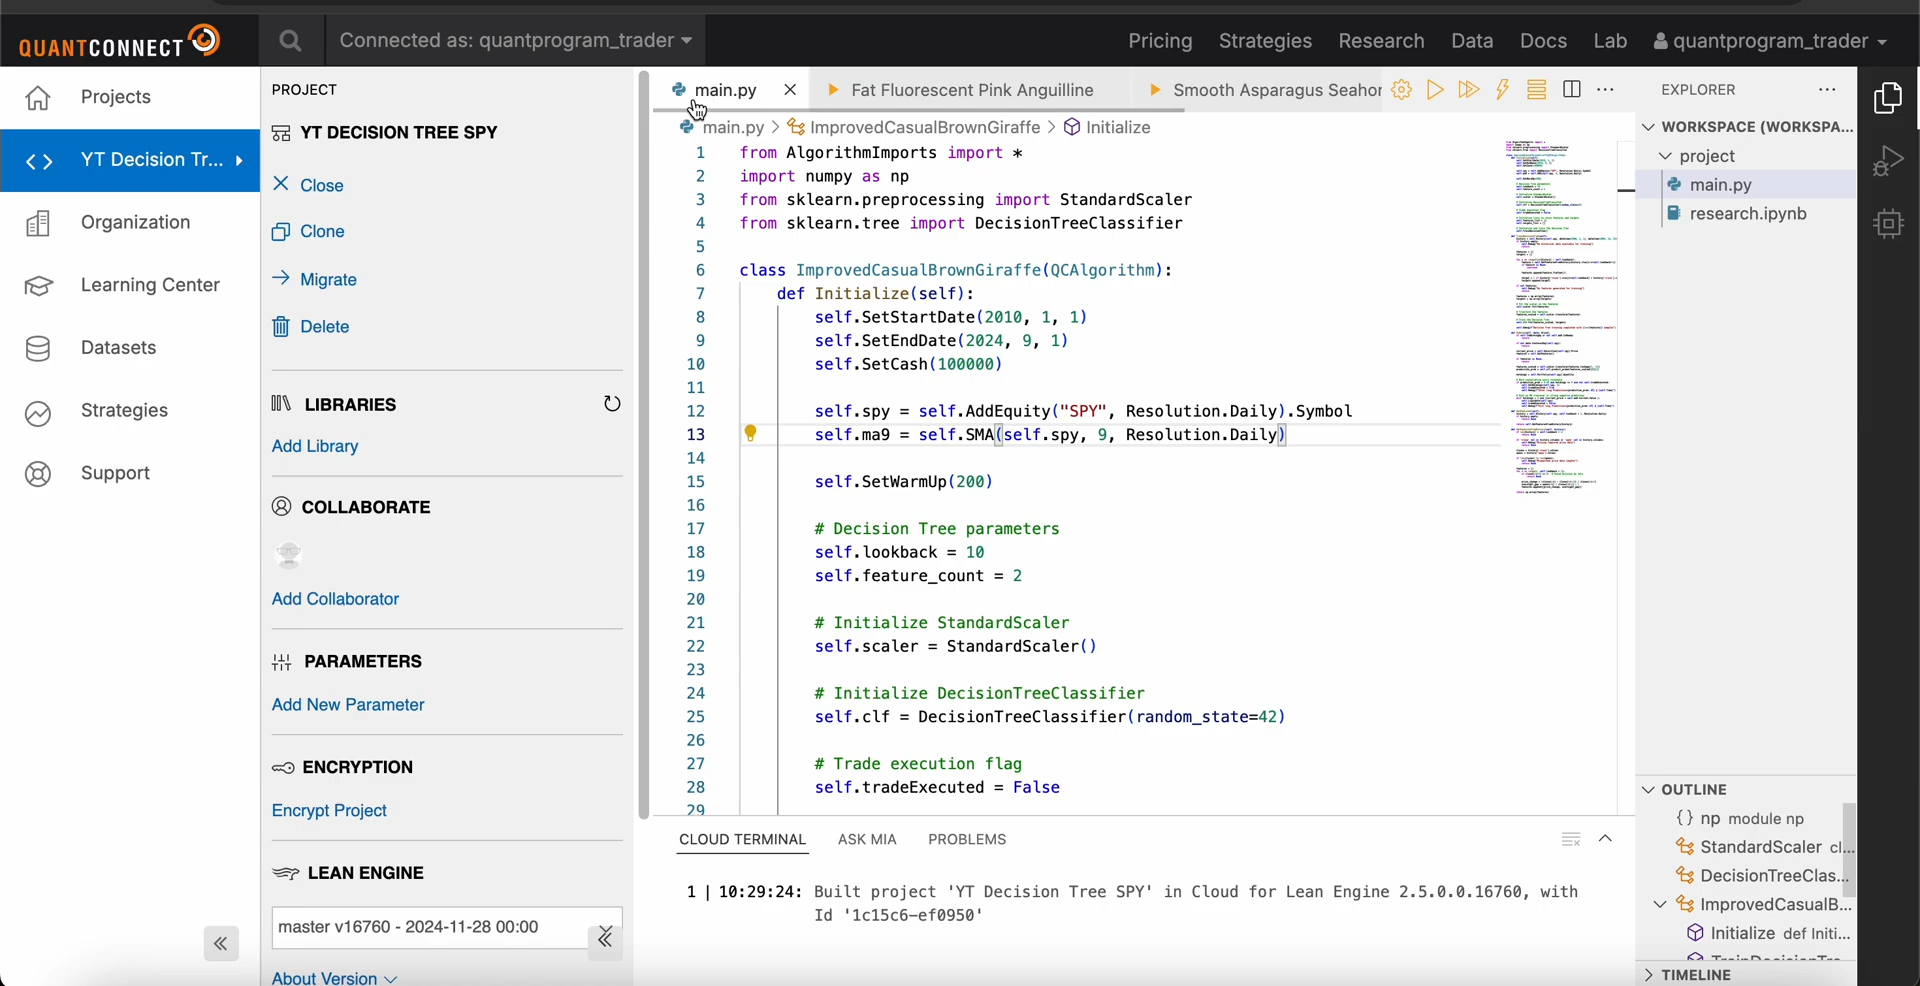 QUANTCONNECT
Connected as: quantprogram_trader
Pricing
Strategies
Research
Data
Docs
Lab
quantprogram_trader
Projects
YT Decision Tr...
Organization
Learning Center
Datasets
Strategies
Support
PROJECT
YT DECISION TREE SPY
Close
Clone
Migrate
Delete
LIBRARIES
Add Library
COLLABORATE
Add Collaborator
PARAMETERS
Add New Parameter
ENCRYPTION
Encrypt Project
LEAN ENGINE
master v16760 - 2024-11-28 00:00
About Version
main.py
Fat Fluorescent Pink Anguilline
Smooth Asparagus Seahor
main.py > ImprovedCasualBrownGiraffe > Initialize
1 from AlgorithmImports import *
2 import numpy as np
3 from sklearn.preprocessing import StandardScaler
4 from sklearn.tree import DecisionTreeClassifier
5
6 class ImprovedCasualBrownGiraffe(QCAlgorithm):
7 def Initialize(self):
8 self.SetStartDate(2010, 1, 1)
9 self.SetEndDate(2024, 9, 1)
10 self.SetCash(100000)
11
12 self.spy = self.AddEquity("SPY", Resolution.Daily).Symbol
13 self.ma9 = self.SMA(self.spy, 9, Resolution.Daily)
14
15 self.SetWarmUp(200)
16
17 # Decision Tree parameters
18 self.lookback = 10
19 self.feature_count = 2
20
21 # Initialize StandardScaler
22 self.scaler = StandardScaler()
23
24 # Initialize DecisionTreeClassifier
25 self.clf = DecisionTreeClassifier(random_state=42)
26
27 # Trade execution flag
28 self.tradeExecuted = False
29
CLOUD TERMINAL
ASK MIA
PROBLEMS
1 | 10:29:24: Built project 'YT Decision Tree SPY' in Cloud for Lean Engine 2.5.0.0.16760, with
Id '1c15c6-ef0950'
EXPLORER
WORKSPACE (WORKSPA...
project
main.py
research.ipynb
OUTLINE
{} np module np
StandardScaler cl...
DecisionTreeClas...
ImprovedCasualB...
Initialize def Initi...
TIMELINE